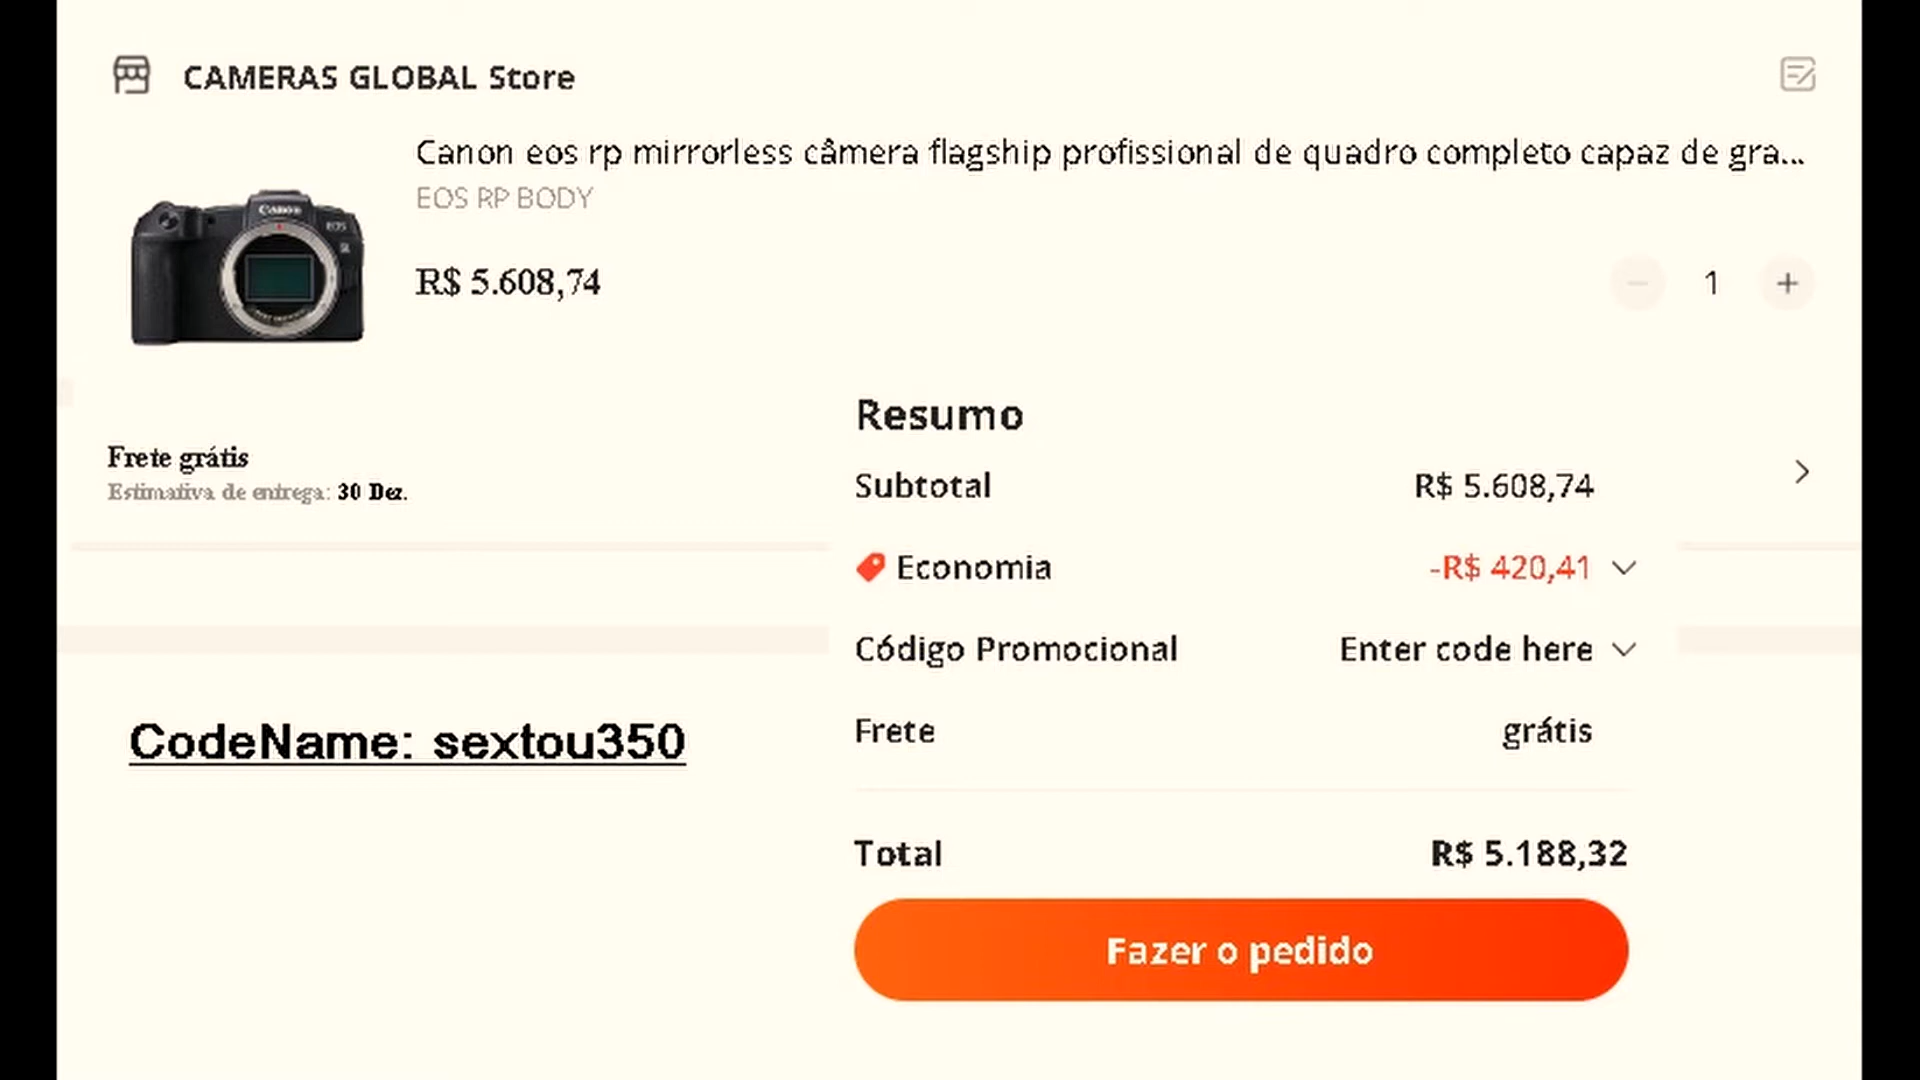 CAMERAS GLOBAL Store
Canon eos rp mirrorless câmera flagship profissional de quadro completo capaz de gra...
EOS RP BODY
R$ 5.608,74
1
Canon
EOS
Resumo
Frete grátis
Estimativa de entrega: 30 Dez.
Subtotal R$ 5.608,74
Economia -R$ 420,41
Código Promocional Enter code here
CodeName: sextou350
Frete grátis
Total R$ 5.188,32
Fazer o pedido